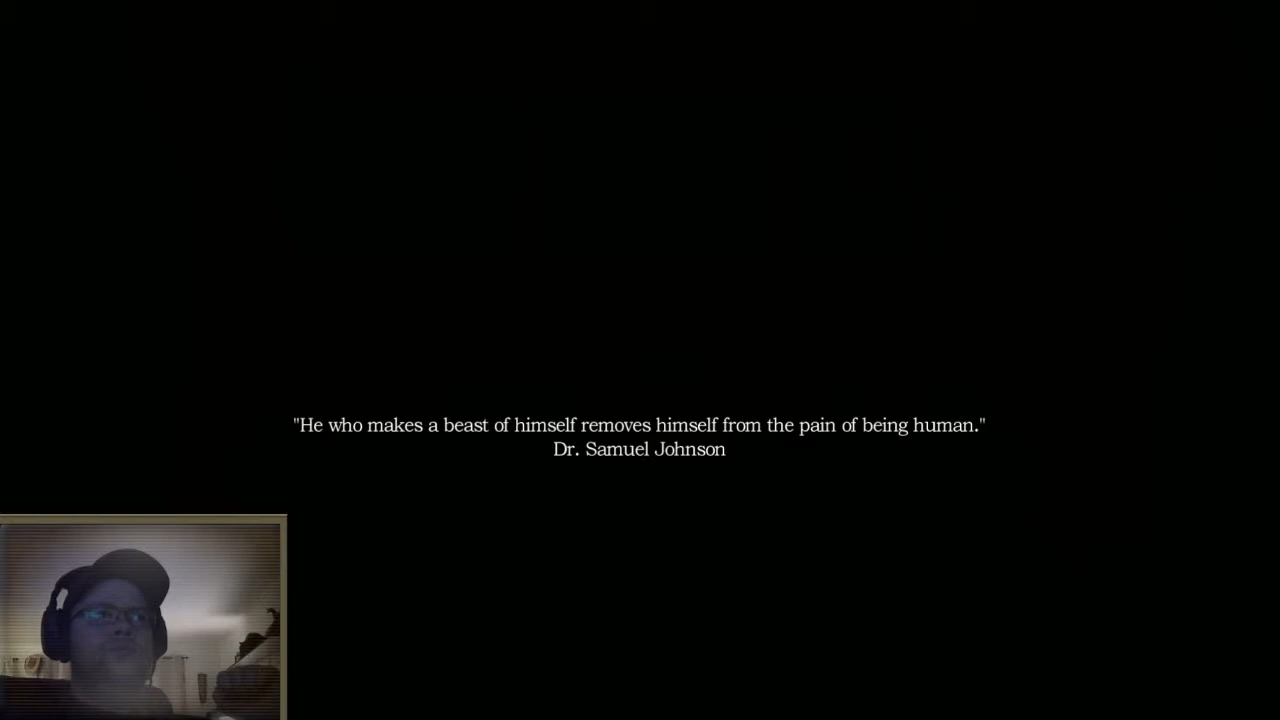 "He who makes a beast of himself removes himself from the pain of being human."
Dr. Samuel Johnson